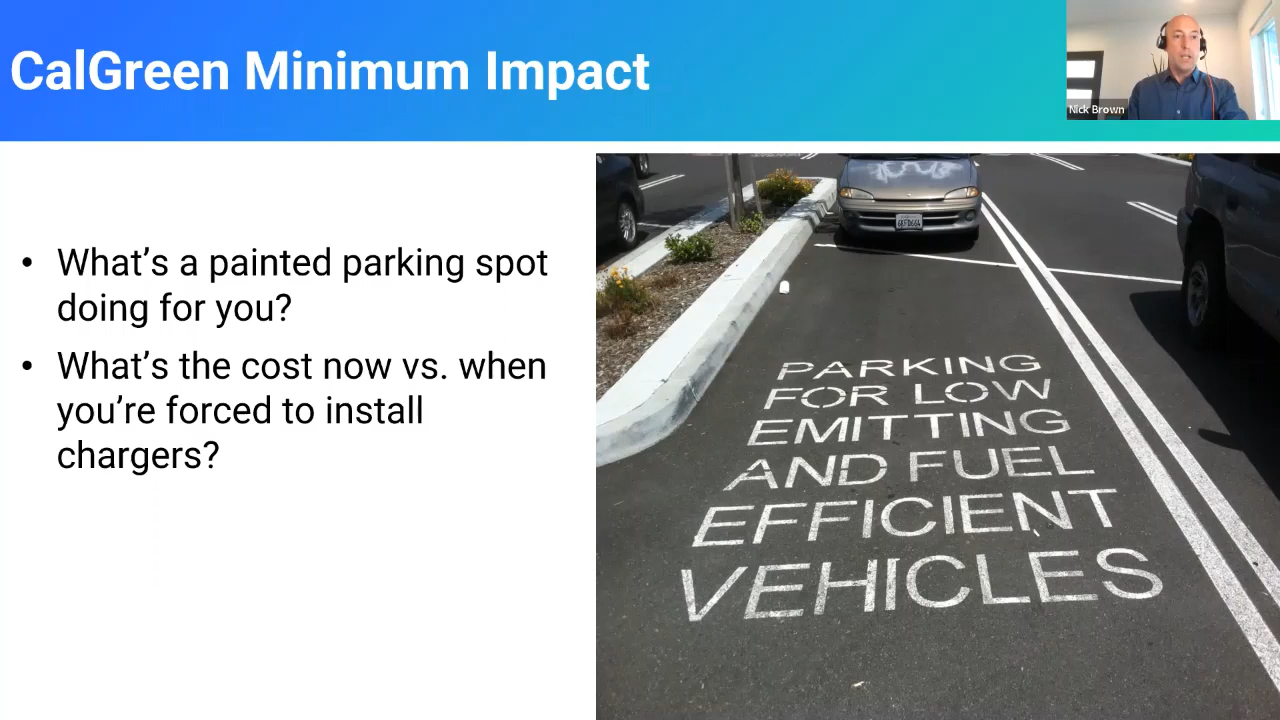 CalGreen Minimum Impact
Nick Brown
• What’s a painted parking spot
doing for you?
• What’s the cost now vs. when
you’re forced to install
chargers?
PARKING
FOR LOW
EMITTING
AND FUEL
EFFICIENT
VEHICLES